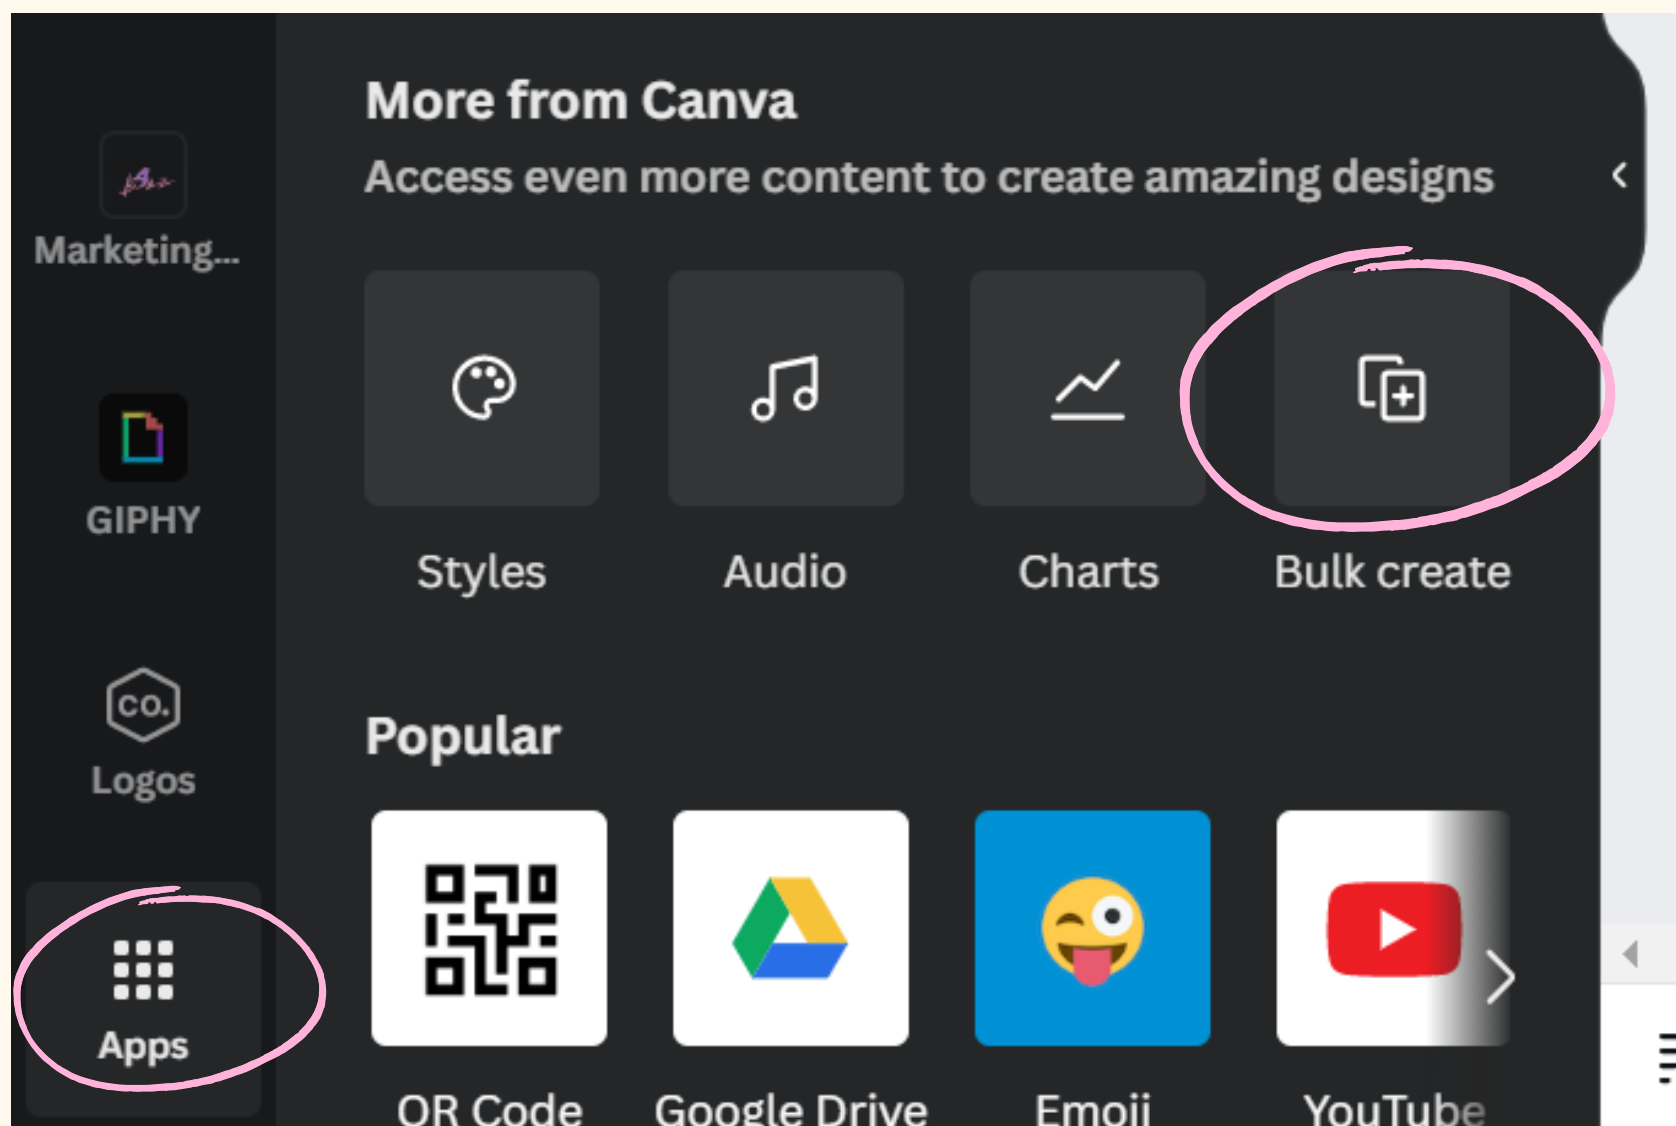 More from Canva
Access even more content to create amazing designs
Marketing...
Styles
Audio
Charts
Bulk create
GIPHY
Popular
CO.
Logos
Apps
QR Code
Google Drive
Emoji
YouTube